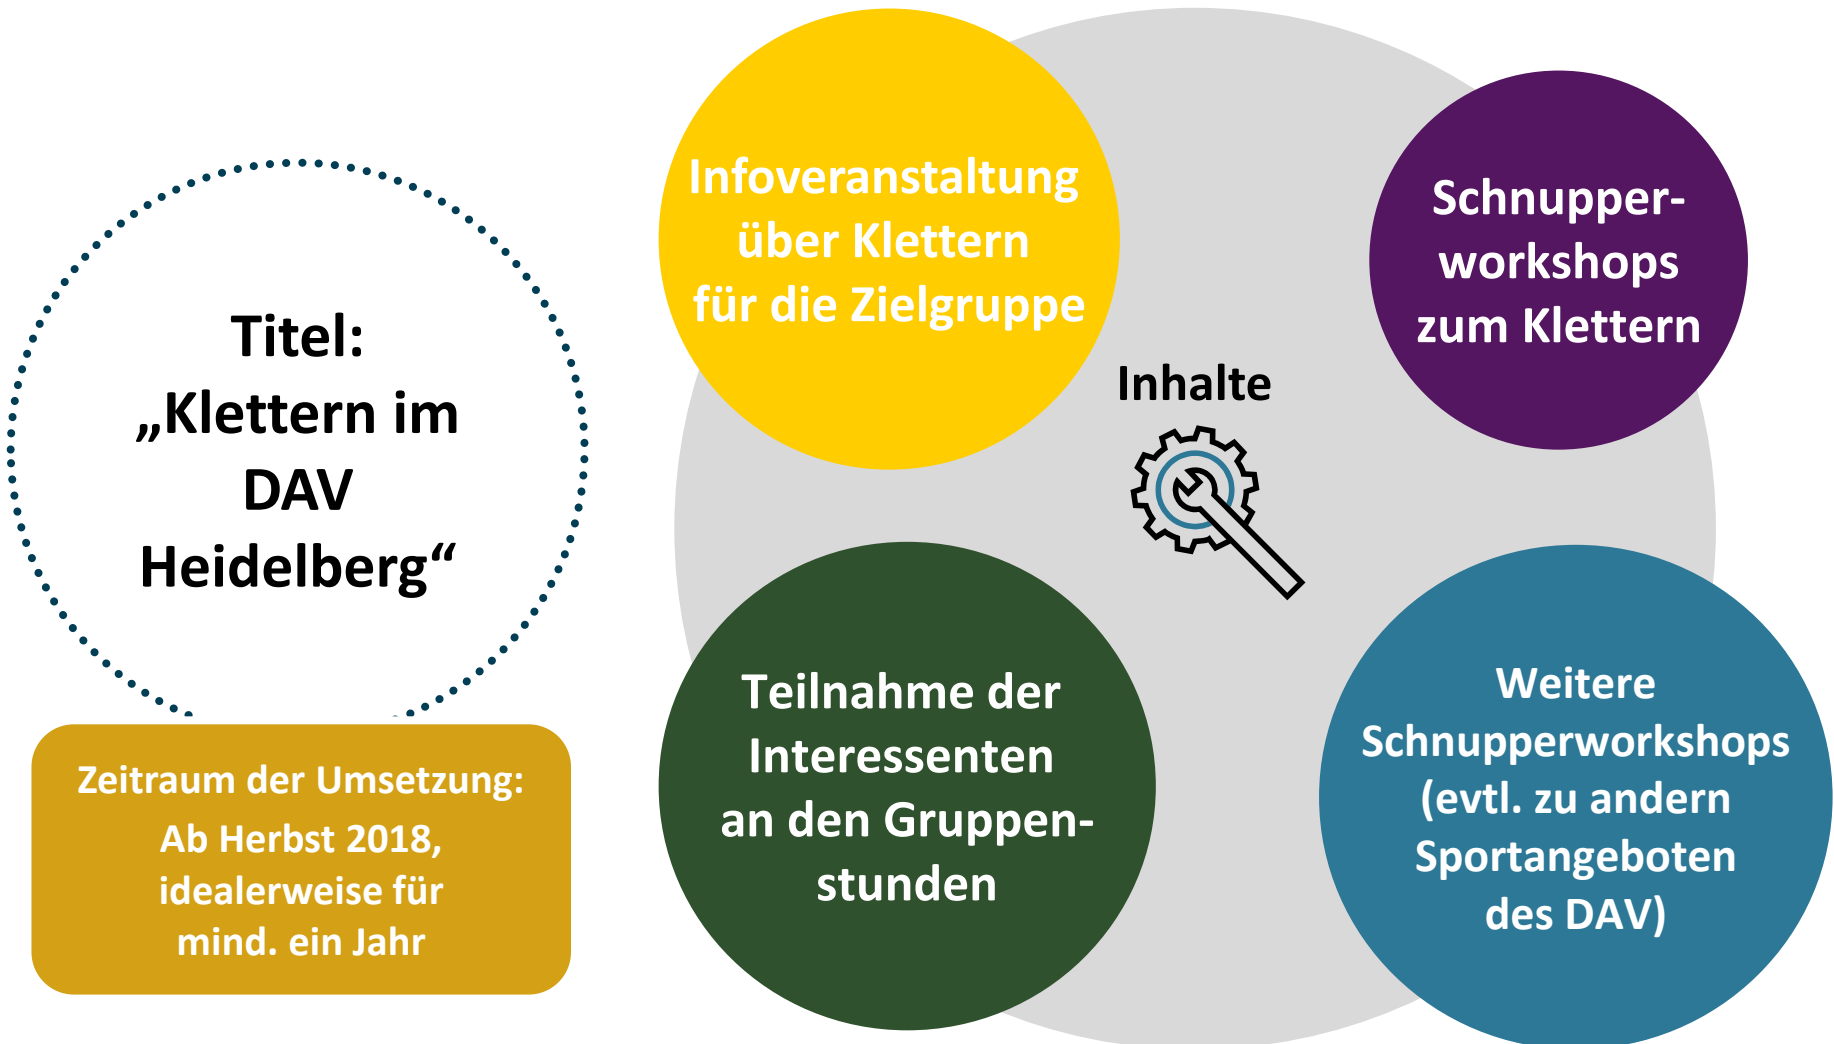 Titel:
„Klettern im
DAV
Heidelberg“
Zeitraum der Umsetzung:
Ab Herbst 2018,
idealerweise für
mind. ein Jahr
Infoveranstaltung
über Klettern
für die Zielgruppe
Schnupper-
workshops
zum Klettern
Inhalte
Teilnahme der
Interessenten
an den Gruppen-
stunden
Weitere
Schnupperworkshops
(evtl. zu andern
Sportangeboten
des DAV)